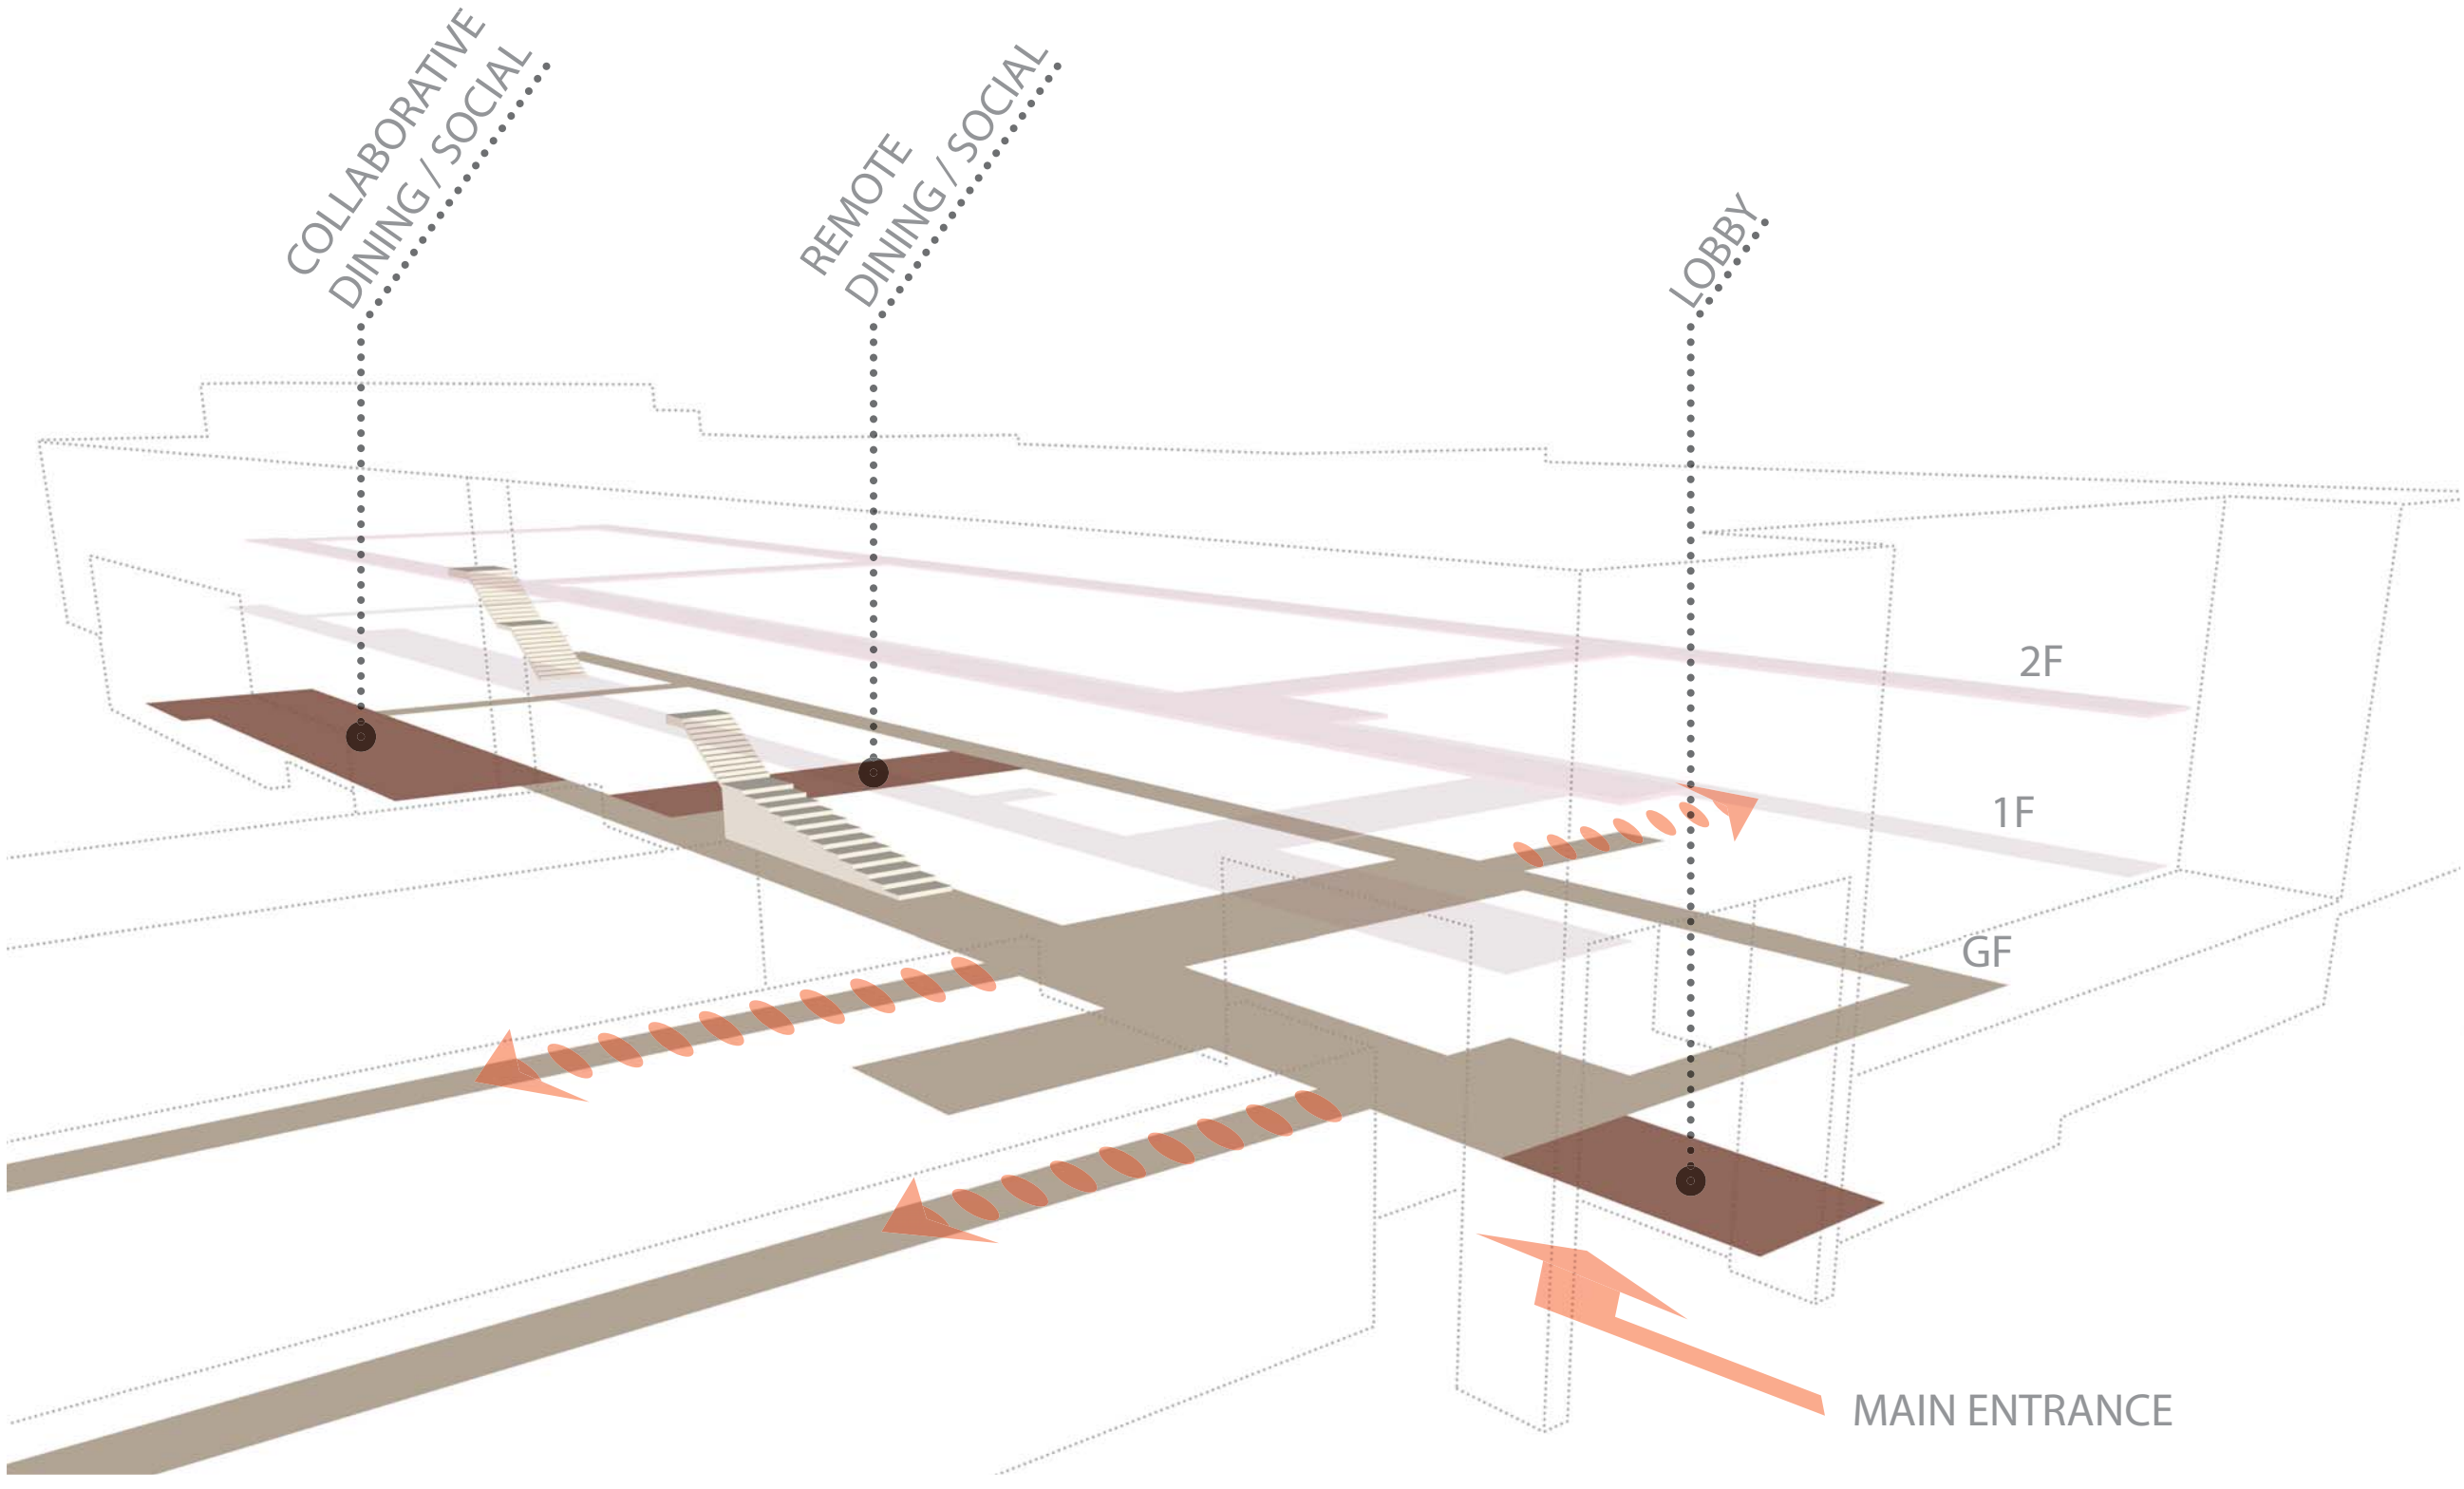 COLLABORATIVE
DINING / SOCIAL
REMOTE
DINING / SOCIAL
LOBBY
2F
1F
GF
MAIN ENTRANCE